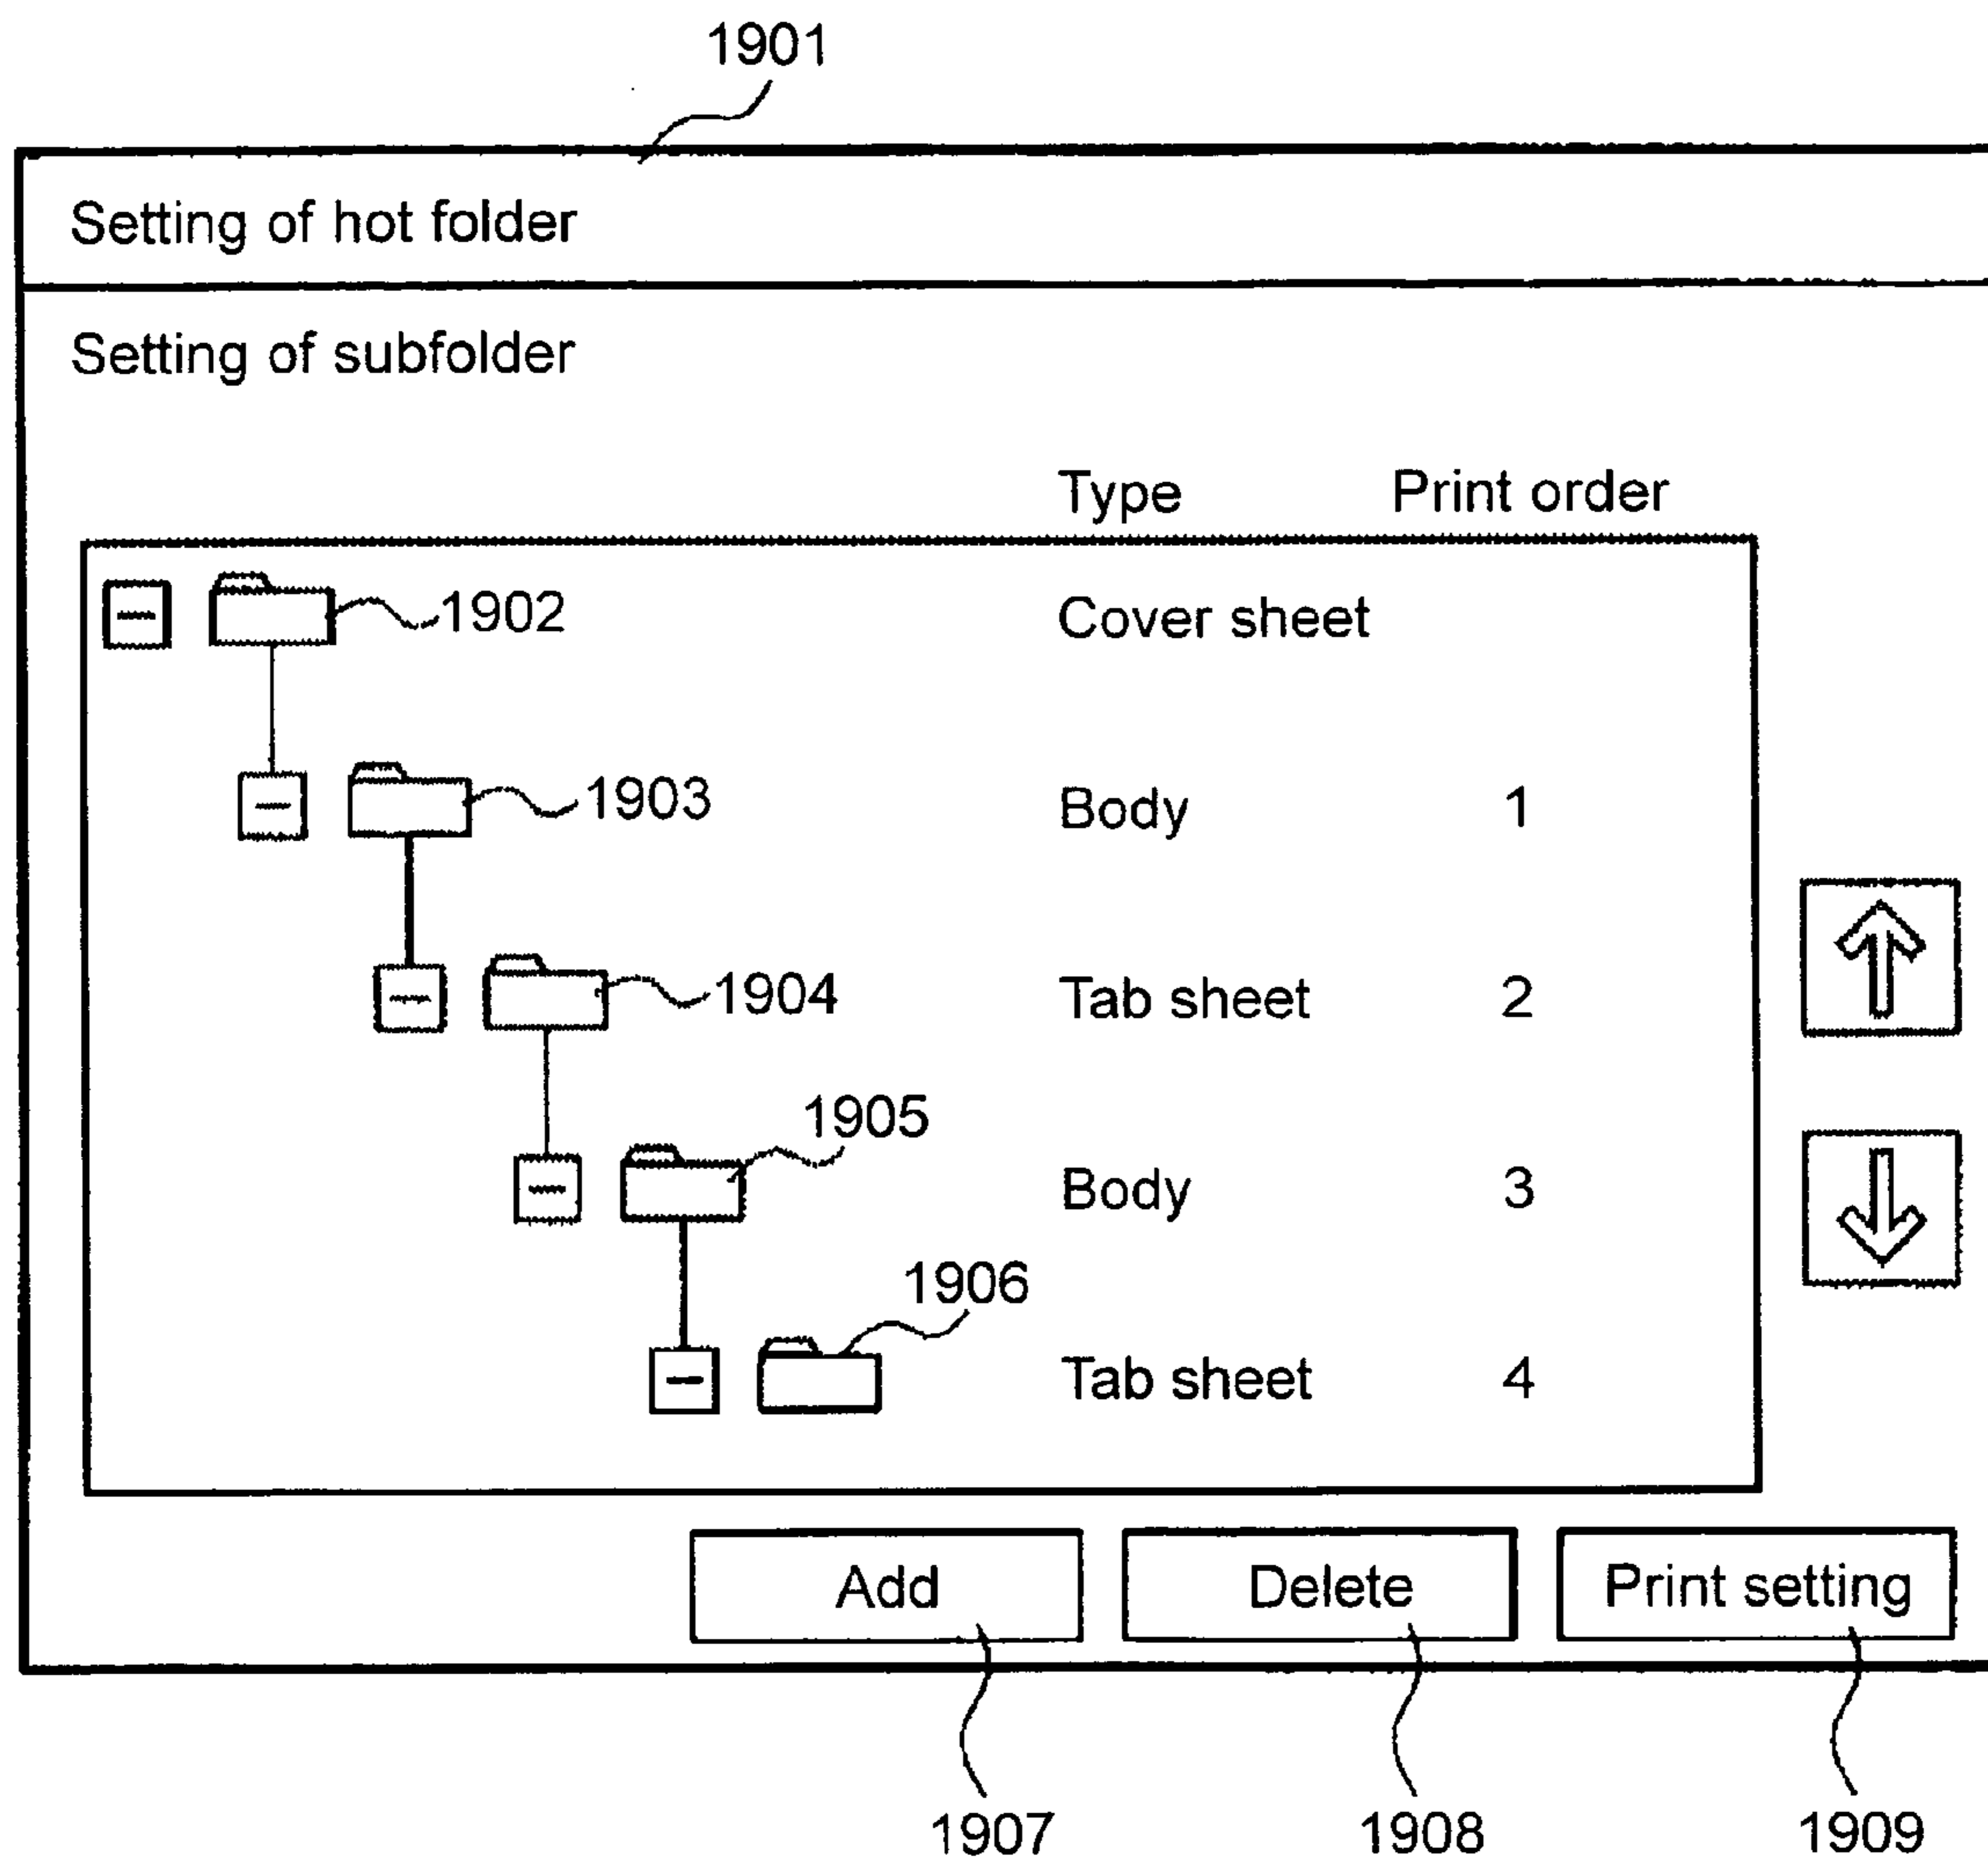 1901
Setting of hot folder
Setting of subfolder
Type Print order
1902 Cover sheet
1903 Body 1
1904 Tab sheet 2
1905
Body 3
1906
Tab sheet 4
Add Delete Print setting
1907 1908 1909